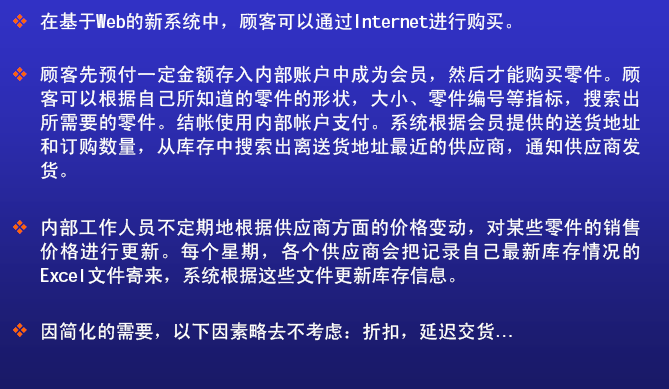 在基于Web的新系统中，顾客可以通过Internet进行购买。
顾客先预付一定金额存入内部账户中成为会员，然后才能购买零件。顾
客可以根据自己所知道的零件的形状，大小、零件编号等指标，搜索出
所需要的零件。结帐使用内部帐户支付。系统根据会员提供的送货地址
和订购数量，从库存中搜索出离送货地址最近的供应商，通知供应商发
货。
内部工作人员不定期地根据供应商方面的价格变动，对某些零件的销售
价格进行更新。每个星期，各个供应商会把记录自己最新库存情况的
Excel文件寄来，系统根据这些文件更新库存信息。
因简化的需要，以下因素略去不考虑：折扣，延迟交货…